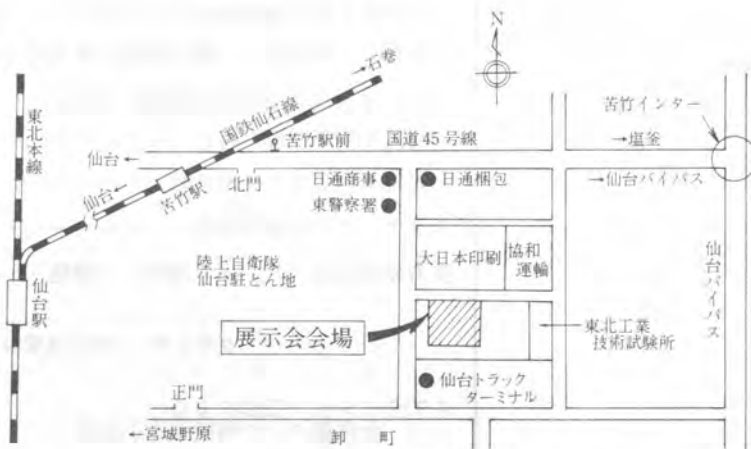 N
→石巻
国鉄仙石線
東北本線
苦竹駅前
国道45号線
→塩釜
苦竹インター
仙台←
仙台
←
苦竹駅
北門
日通商事
日通梱包
→仙台バイパス
東警察署
陸上自衛隊
仙台駐とん地
大日本印刷
協和
運輸
仙台バイパス
仙台駅
展示会会場
東北工業
技術試験所
仙台トラック
ターミナル
正門
←宮城野原
卸町